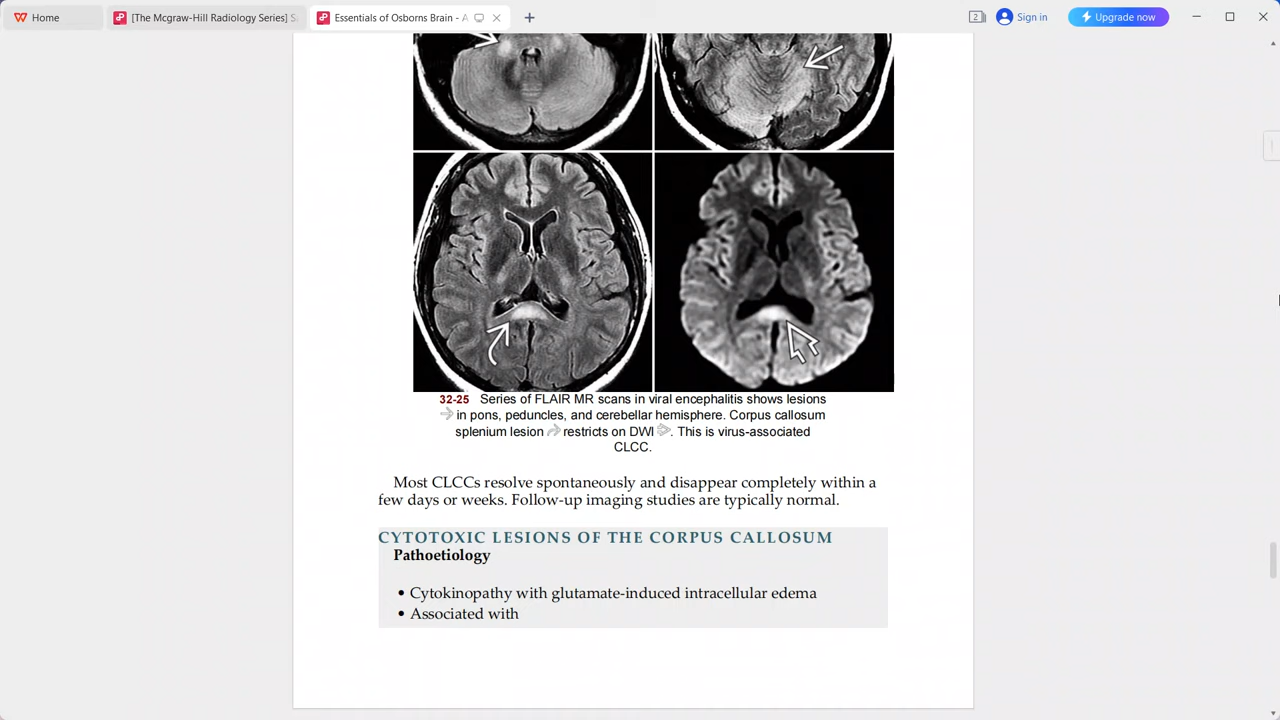 Home
[The Mcgraw-Hill Radiology Series] S
Essentials of Osborns Brain - A
2
Sign in
Upgrade now
32-25 Series of FLAIR MR scans in viral encephalitis shows lesions
in pons, peduncles, and cerebellar hemisphere. Corpus callosum
splenium lesion restricts on DWI . This is virus-associated
CLCC.
Most CLCCs resolve spontaneously and disappear completely within a
few days or weeks. Follow-up imaging studies are typically normal.
CYTOTOXIC LESIONS OF THE CORPUS CALLOSUM
Pathoetiology
• Cytokinopathy with glutamate-induced intracellular edema
• Associated with